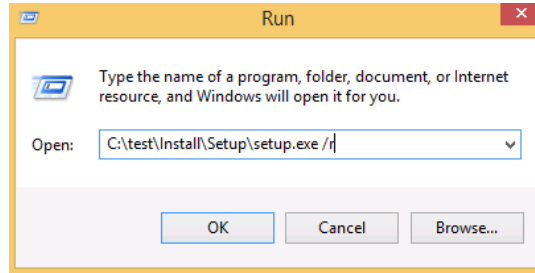 Run
Type the name of a program, folder, document, or Internet
resource, and Windows will open it for you.
Open: C:\test\Install\Setup\setup.exe /r
OK Cancel Browse...